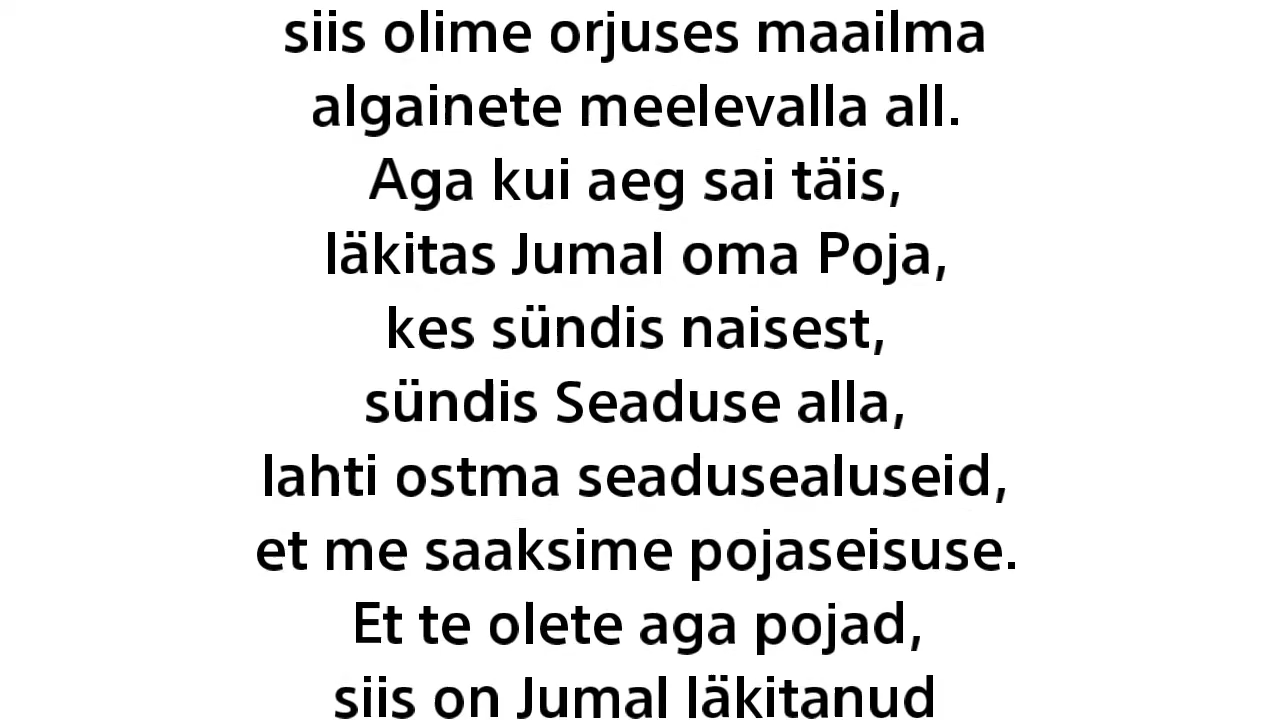 siis olime orjuses maailma
algainete meelevalla all.
Aga kui aeg sai täis,
läkitas Jumal oma Poja,
kes sündis naisest,
sündis Seaduse alla,
lahti ostma seadusealuseid,
et me saaksime pojaseisuse.
Et te olete aga pojad,
siis on Jumal läkitanud